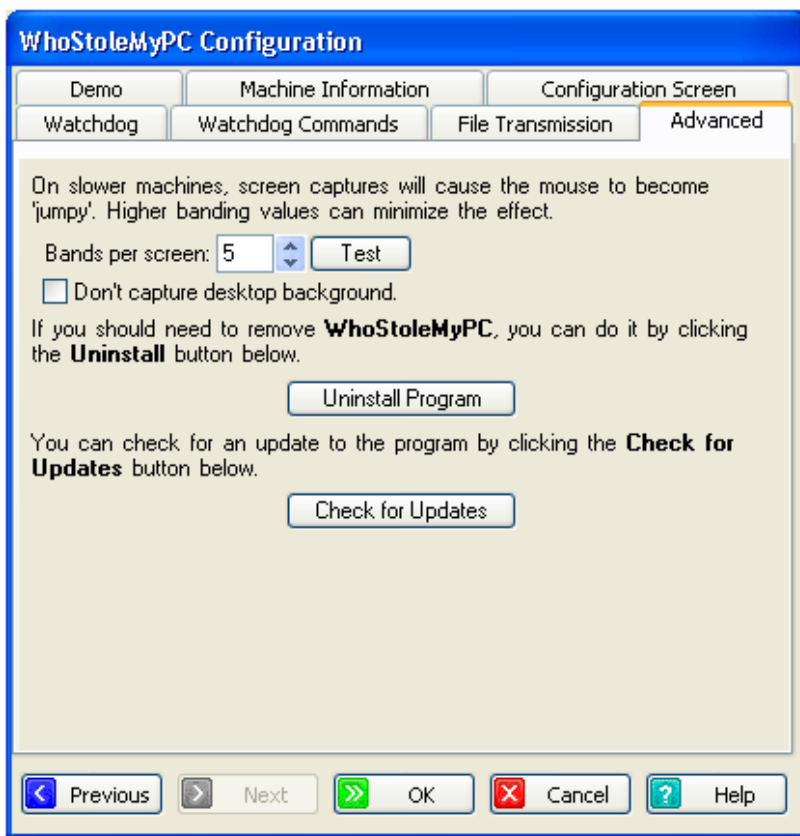 WhoStoleMyPC Configuration
Demo
Machine Information
Configuration Screen
Watchdog
Watchdog Commands
File Transmission
Advanced
On slower machines, screen captures will cause the mouse to become
'jumpy'. Higher banding values can minimize the effect.
Bands per screen: 5 Test
Don't capture desktop background.
If you should need to remove WhoStoleMyPC, you can do it by clicking
the Uninstall button below.
Uninstall Program
You can check for an update to the program by clicking the Check for
Updates button below.
Check for Updates
Previous
Next
OK
Cancel
Help